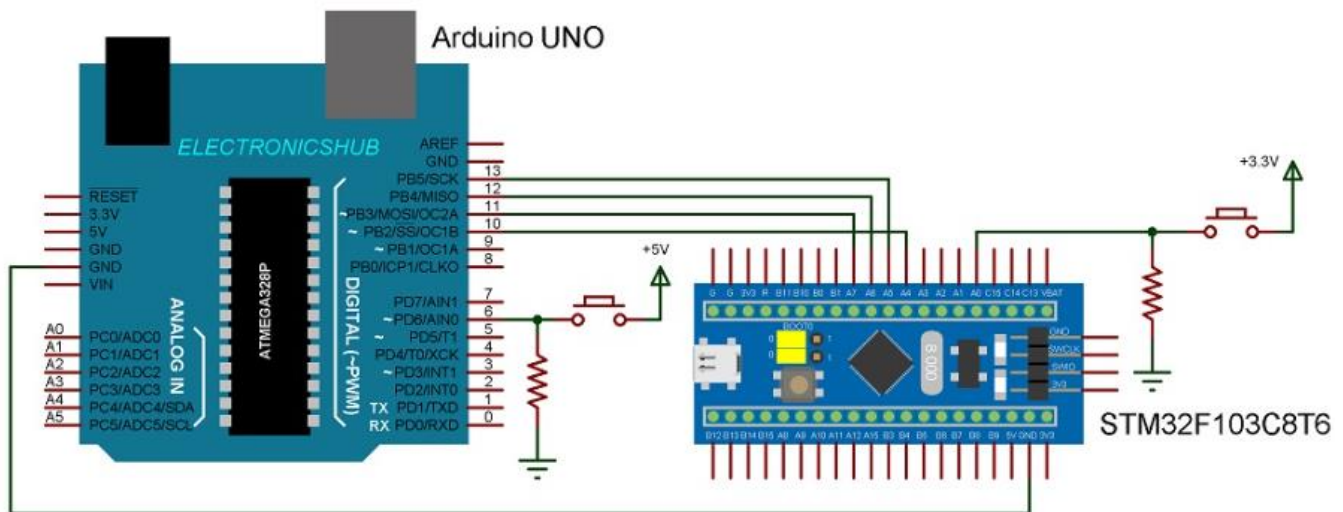 Arduino UNO
ELECTRONICSHUB
RESET
3.3V
5V
GND
GND
VIN
A0 PC0/ADC0
A1 PC1/ADC1
A2 PC2/ADC2
A3 PC3/ADC3
A4 PC4/ADC4/SDA
A5 PC5/ADC5/SCL
ANALOG IN
ATMEGA328P
DIGITAL (~PWM)
AREF
GND
PB5/SCK 13
PB4/MISO 12
~PB3/MOSI/OC2A 11
~ PB2/SS/OC1B 10
~PB1/OC1A 9
PB0/ICP1/CLKO 8
PD7/AIN1 7
~ PD6/AIN0 6
~ PD5/T1 5
PD4/T0/XCK 4
~ PD3/INT1 3
PD2/INT0 2
TX PD1/TXD 1
RX PD0/RXD 0
+5V
+3.3V
G G 3V3 R B11 B10 B0 B1 A7 A6 A5 A4 A3 A2 A1 A0 C15 C14 C13 VBAT
BOOT0
0 1
0 1
8.000
GND
SWCLK
SWIO
3V3
B12 B13 B14 B15 A8 A9 A10 A11 A12 A15 B3 B4 B5 B6 B7 B8 B9 5V GND 3V3
STM32F103C8T6